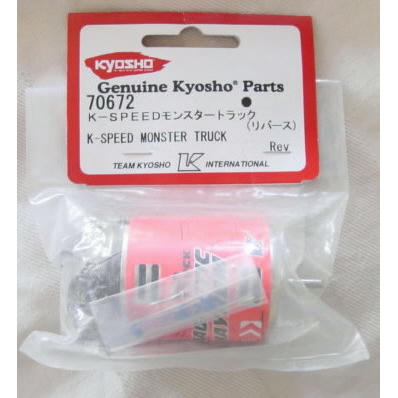 KYOSHO
Genuine Kyosho® Parts
70672
K-SPEEDモンスタートラック
(リバース)
K-SPEED MONSTER TRUCK
Rev
TEAM KYOSHO K INTERNATIONAL